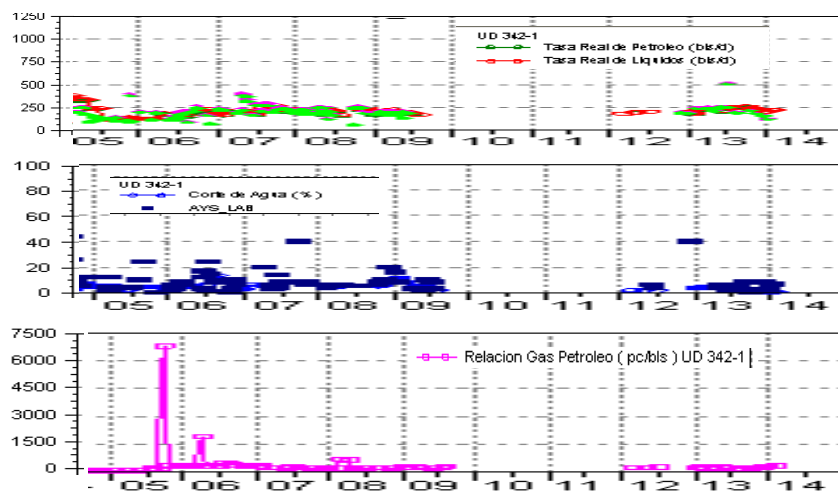 1250
1000
750
500
250
0
UD 342-1
Tasa Real de Petroleo (bls/d)
Tasa Real de Liquidos (bls/d)
05 06 07 08 09 10 11 12 13 14
100
80
60
40
20
0
UD 342-1
Corte de Agua (%)
AYS_LAB
05 06 07 08 09 10 11 12 13 14
7500
6000
4500
3000
1500
0
Relacion Gas Petroleo ( pc/bls ) UD 342-1
05 06 07 08 09 10 11 12 13 14